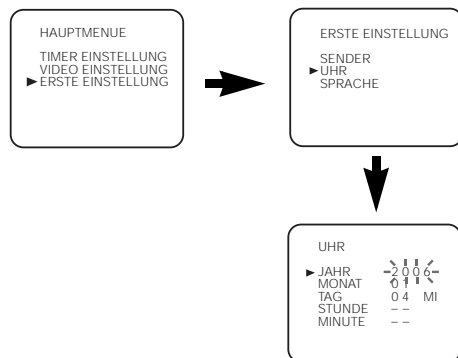 HAUPTMENUE
TIMER EINSTELLUNG
VIDEO EINSTELLUNG
►ERSTE EINSTELLUNG
ERSTE EINSTELLUNG
SENDER
►UHR
SPRACHE
UHR
►JAHR 2006
MONAT 01
TAG 04 MI
STUNDE – –
MINUTE – –